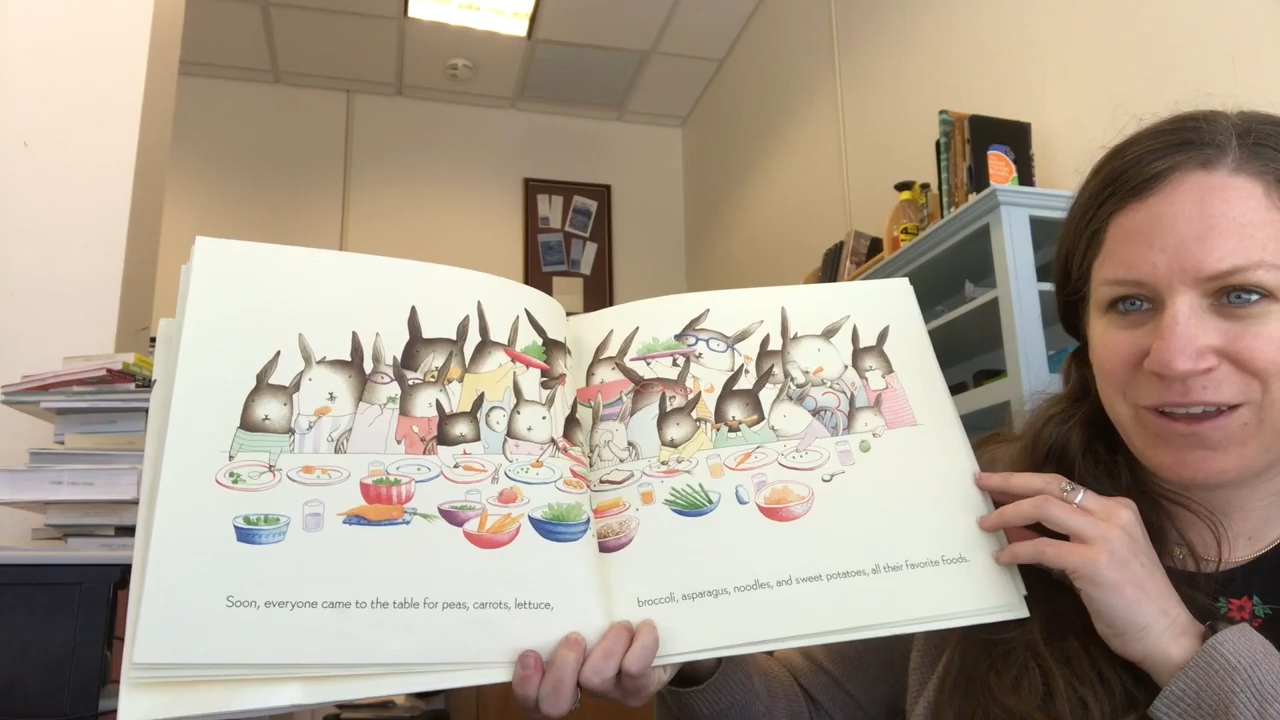 Soon, everyone came to the table for peas, carrots, lettuce,
broccoli, asparagus, noodles, and sweet potatoes, all their favorite foods.